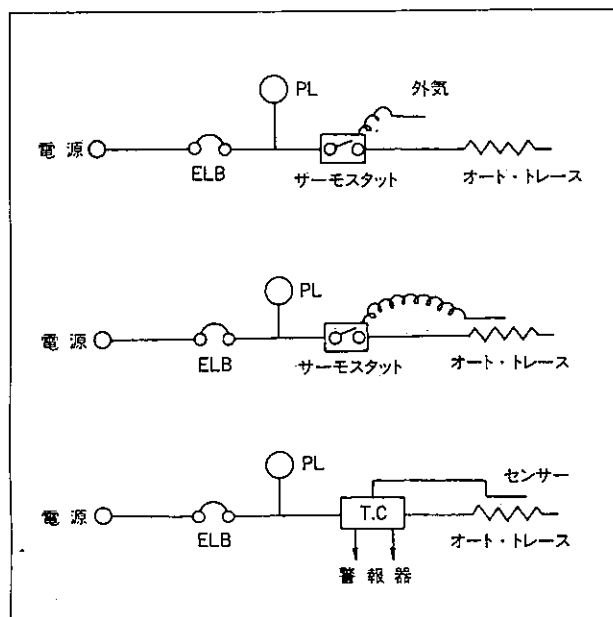 PL
外気
電源
ELB
サーモスタット
オート・トレース
PL
電源
ELB
サーモスタット
オート・トレース
PL
センサー
電源
T.C
ELB
オート・トレース
警報器